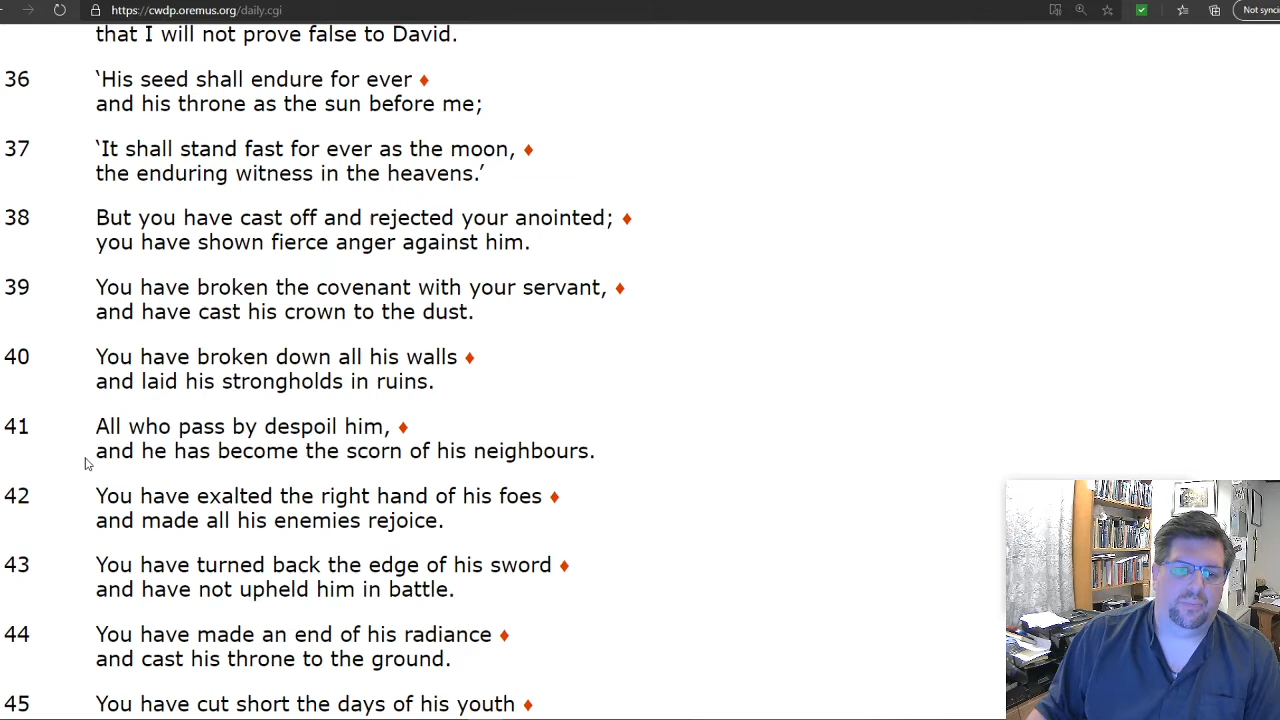 https://cwdp.oremus.org/daily.cgi
Not synci
that I will not prove false to David.
36 ‘His seed shall endure for ever ♦
and his throne as the sun before me;
37 ‘It shall stand fast for ever as the moon, ♦
the enduring witness in the heavens.’
38 But you have cast off and rejected your anointed; ♦
you have shown fierce anger against him.
39 You have broken the covenant with your servant, ♦
and have cast his crown to the dust.
40 You have broken down all his walls ♦
and laid his strongholds in ruins.
41 All who pass by despoil him, ♦
and he has become the scorn of his neighbours.
42 You have exalted the right hand of his foes ♦
and made all his enemies rejoice.
43 You have turned back the edge of his sword ♦
and have not upheld him in battle.
44 You have made an end of his radiance ♦
and cast his throne to the ground.
45 You have cut short the days of his youth ♦